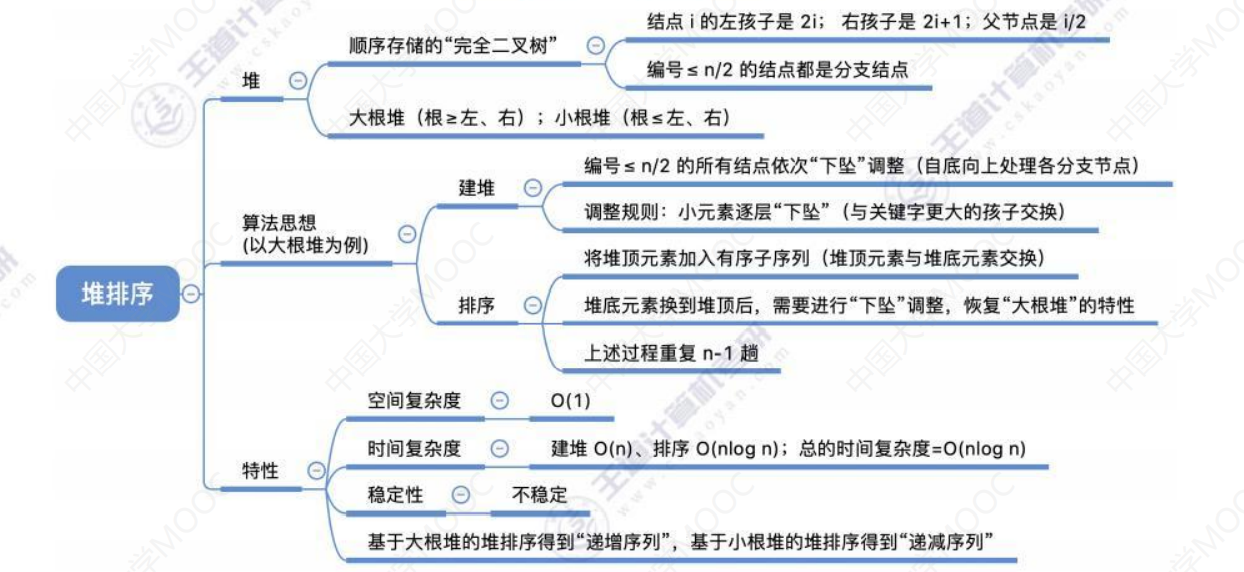 堆排序
堆
顺序存储的“完全二叉树”
结点 i 的左孩子是 2i； 右孩子是 2i+1；父节点是 i/2
编号≤ n/2 的结点都是分支结点
大根堆（根≥左、右）；小根堆（根≤左、右）
算法思想
(以大根堆为例)
建堆
编号≤ n/2 的所有结点依次“下坠”调整（自底向上处理各分支节点）
调整规则：小元素逐层“下坠”（与关键字更大的孩子交换）
排序
将堆顶元素加入有序子序列（堆顶元素与堆底元素交换）
堆底元素换到堆顶后，需要进行“下坠”调整，恢复“大根堆”的特性
上述过程重复 n-1 趟
特性
空间复杂度
O(1)
时间复杂度
建堆 O(n)、排序 O(nlog n)；总的时间复杂度=O(nlog n)
稳定性
不稳定
基于大根堆的堆排序得到“递增序列”，基于小根堆的堆排序得到“递减序列”
中国大学MOOC
王道计算机考研
www.cskaoyan.com